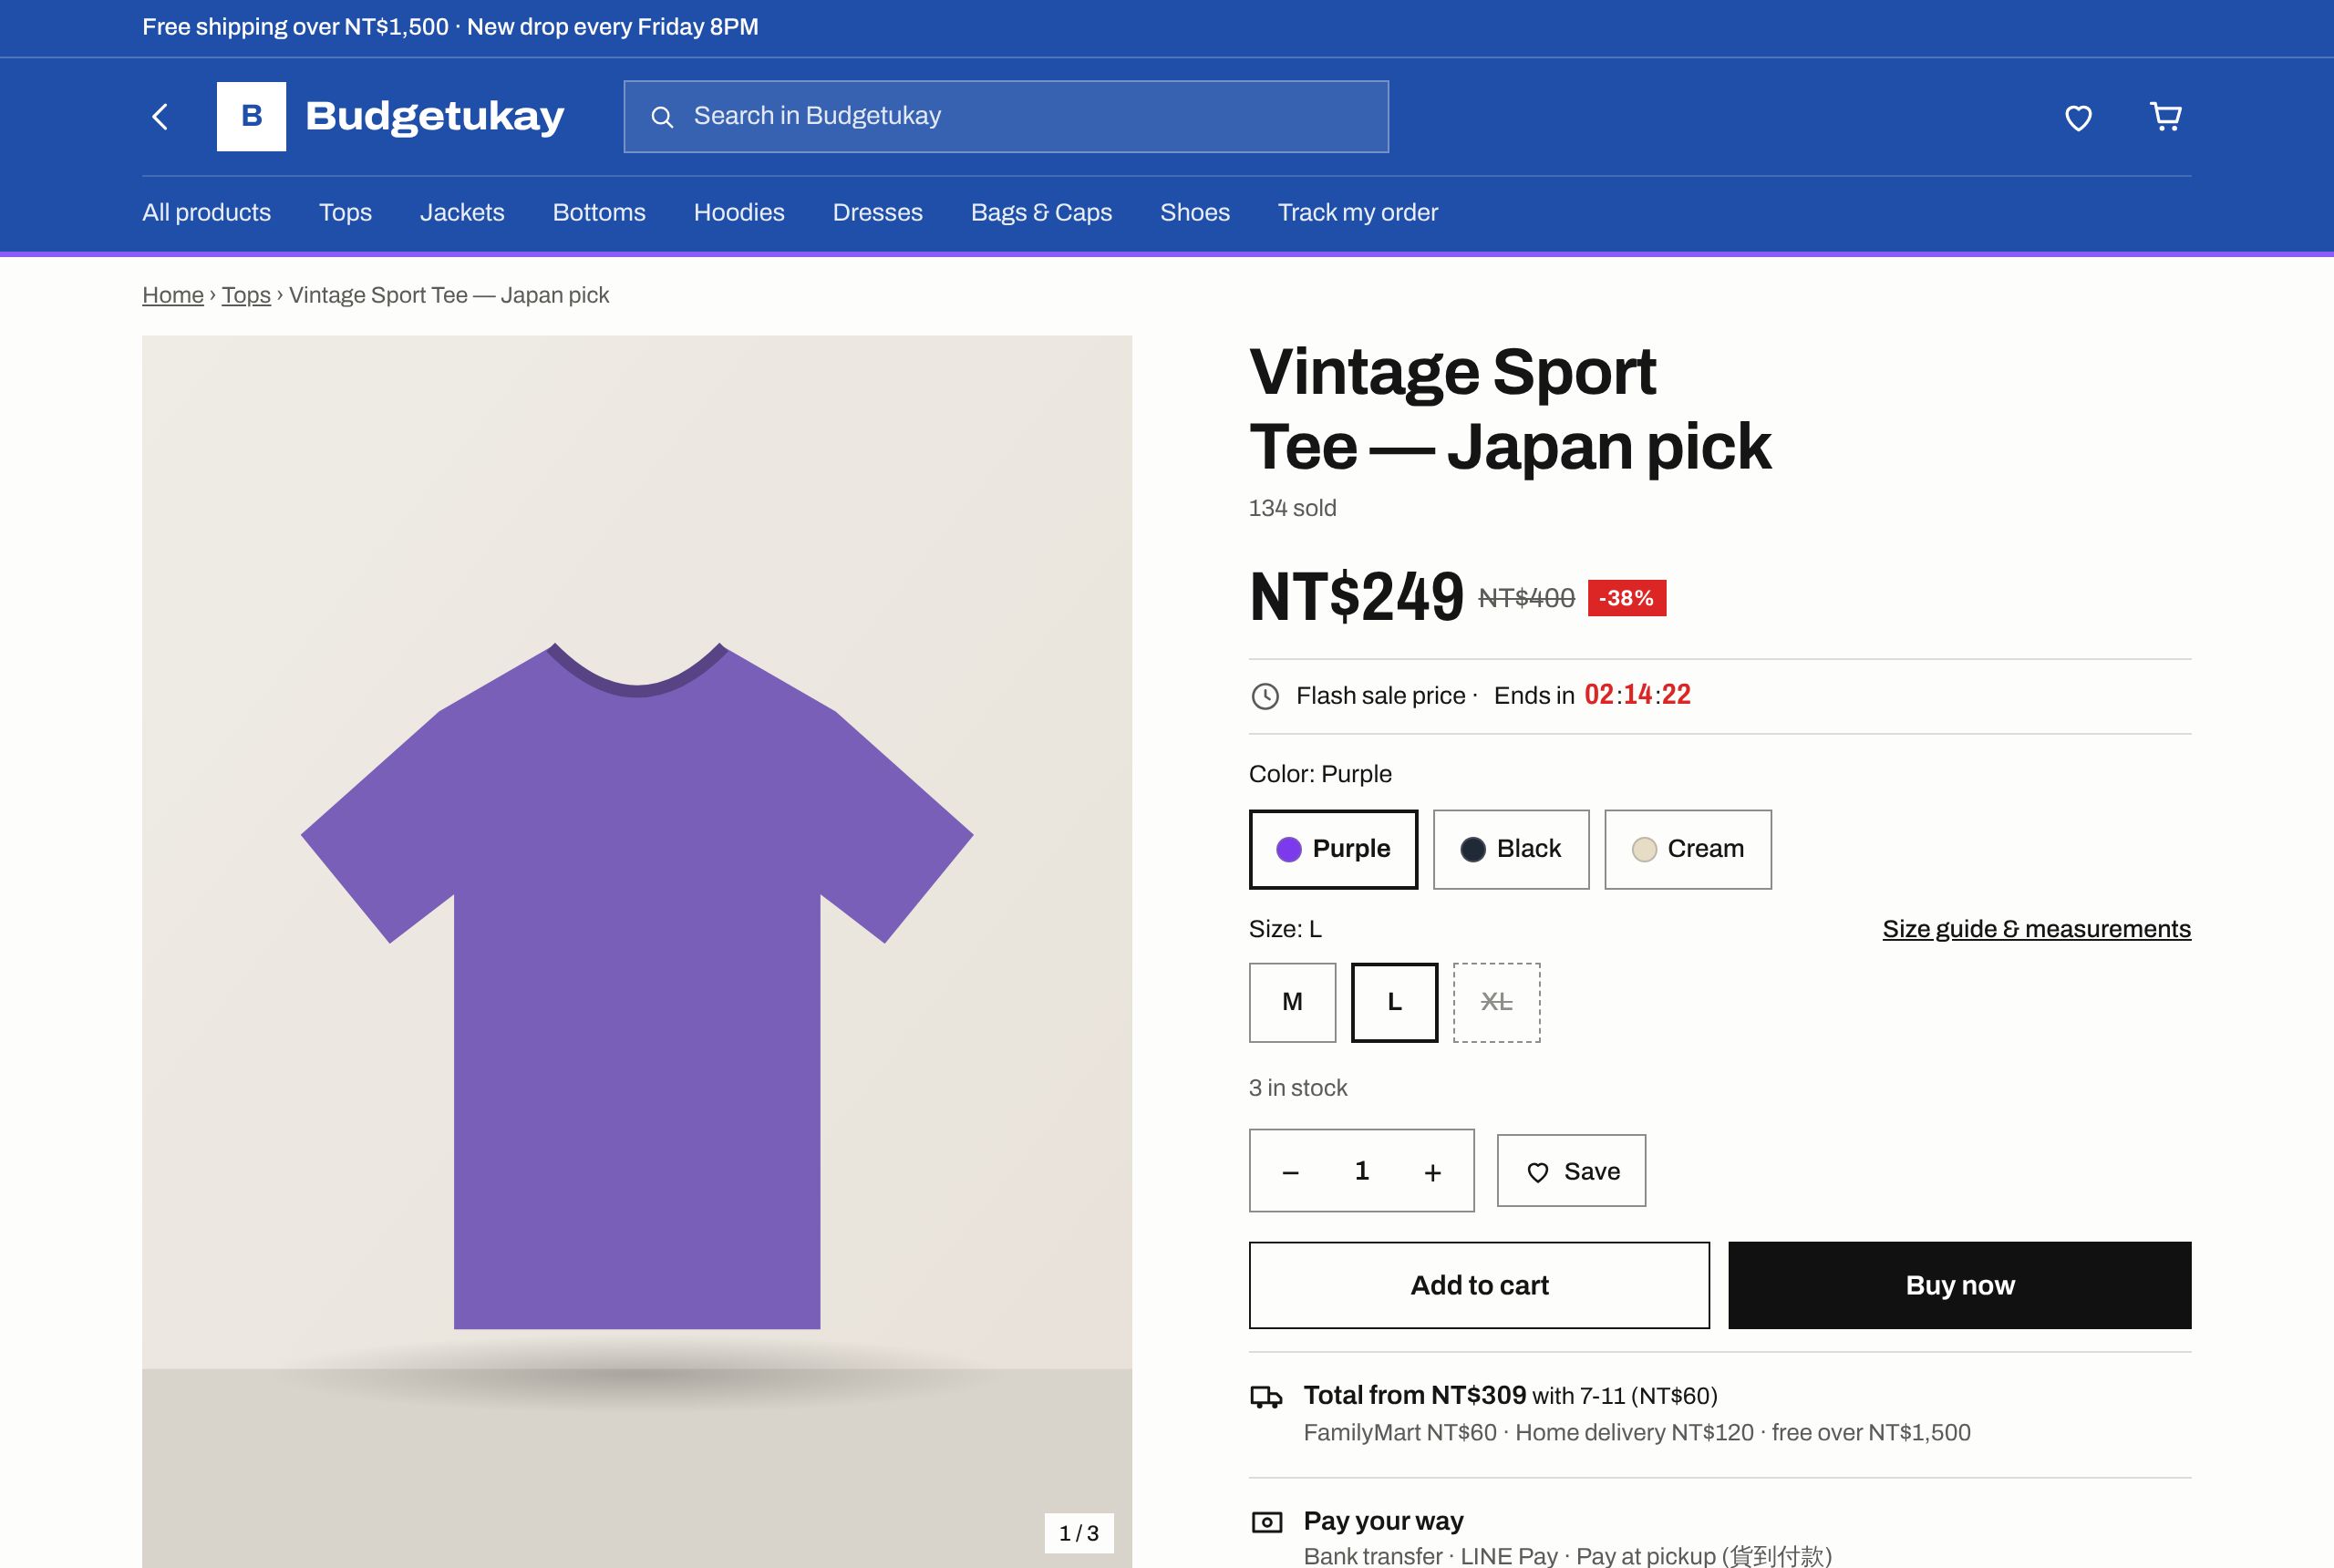 Free shipping over NT$1,500 · New drop every Friday 8PM
B Budgetukay
Search in Budgetukay
All products Tops Jackets Bottoms Hoodies Dresses Bags & Caps Shoes Track my order
Home › Tops › Vintage Sport Tee — Japan pick
Vintage Sport
Tee — Japan pick
134 sold
NT$249 NT$400 -38%
Flash sale price · Ends in 02:14:22
Color: Purple
Purple Black Cream
Size: L Size guide & measurements
M L XL
3 in stock
− 1 + Save
Add to cart Buy now
Total from NT$309 with 7-11 (NT$60)
FamilyMart NT$60 · Home delivery NT$120 · free over NT$1,500
Pay your way
Bank transfer · LINE Pay · Pay at pickup (貨到付款)
1 / 3